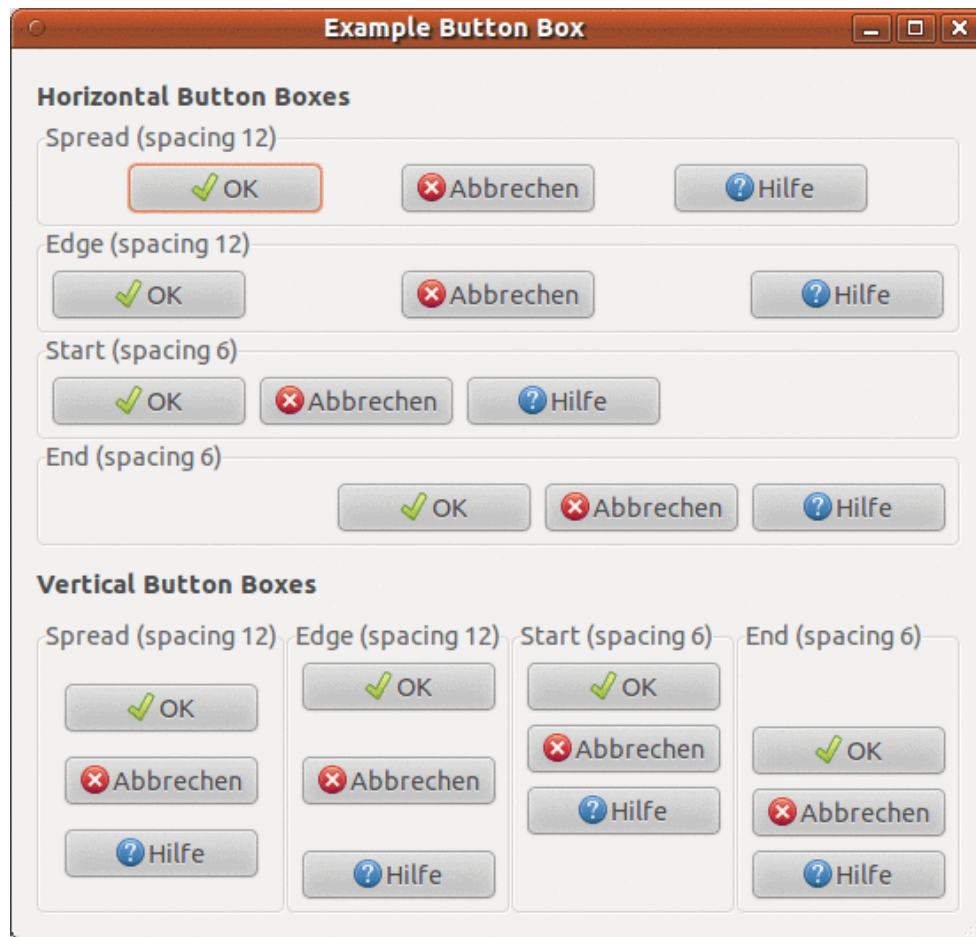 Example Button Box
Horizontal Button Boxes
Spread (spacing 12)
OK Abbrechen Hilfe
Edge (spacing 12)
OK Abbrechen Hilfe
Start (spacing 6)
OK Abbrechen Hilfe
End (spacing 6)
OK Abbrechen Hilfe
Vertical Button Boxes
Spread (spacing 12)
OK
Abbrechen
Hilfe
Edge (spacing 12)
OK
Abbrechen
Hilfe
Start (spacing 6)
OK
Abbrechen
Hilfe
End (spacing 6)
OK
Abbrechen
Hilfe